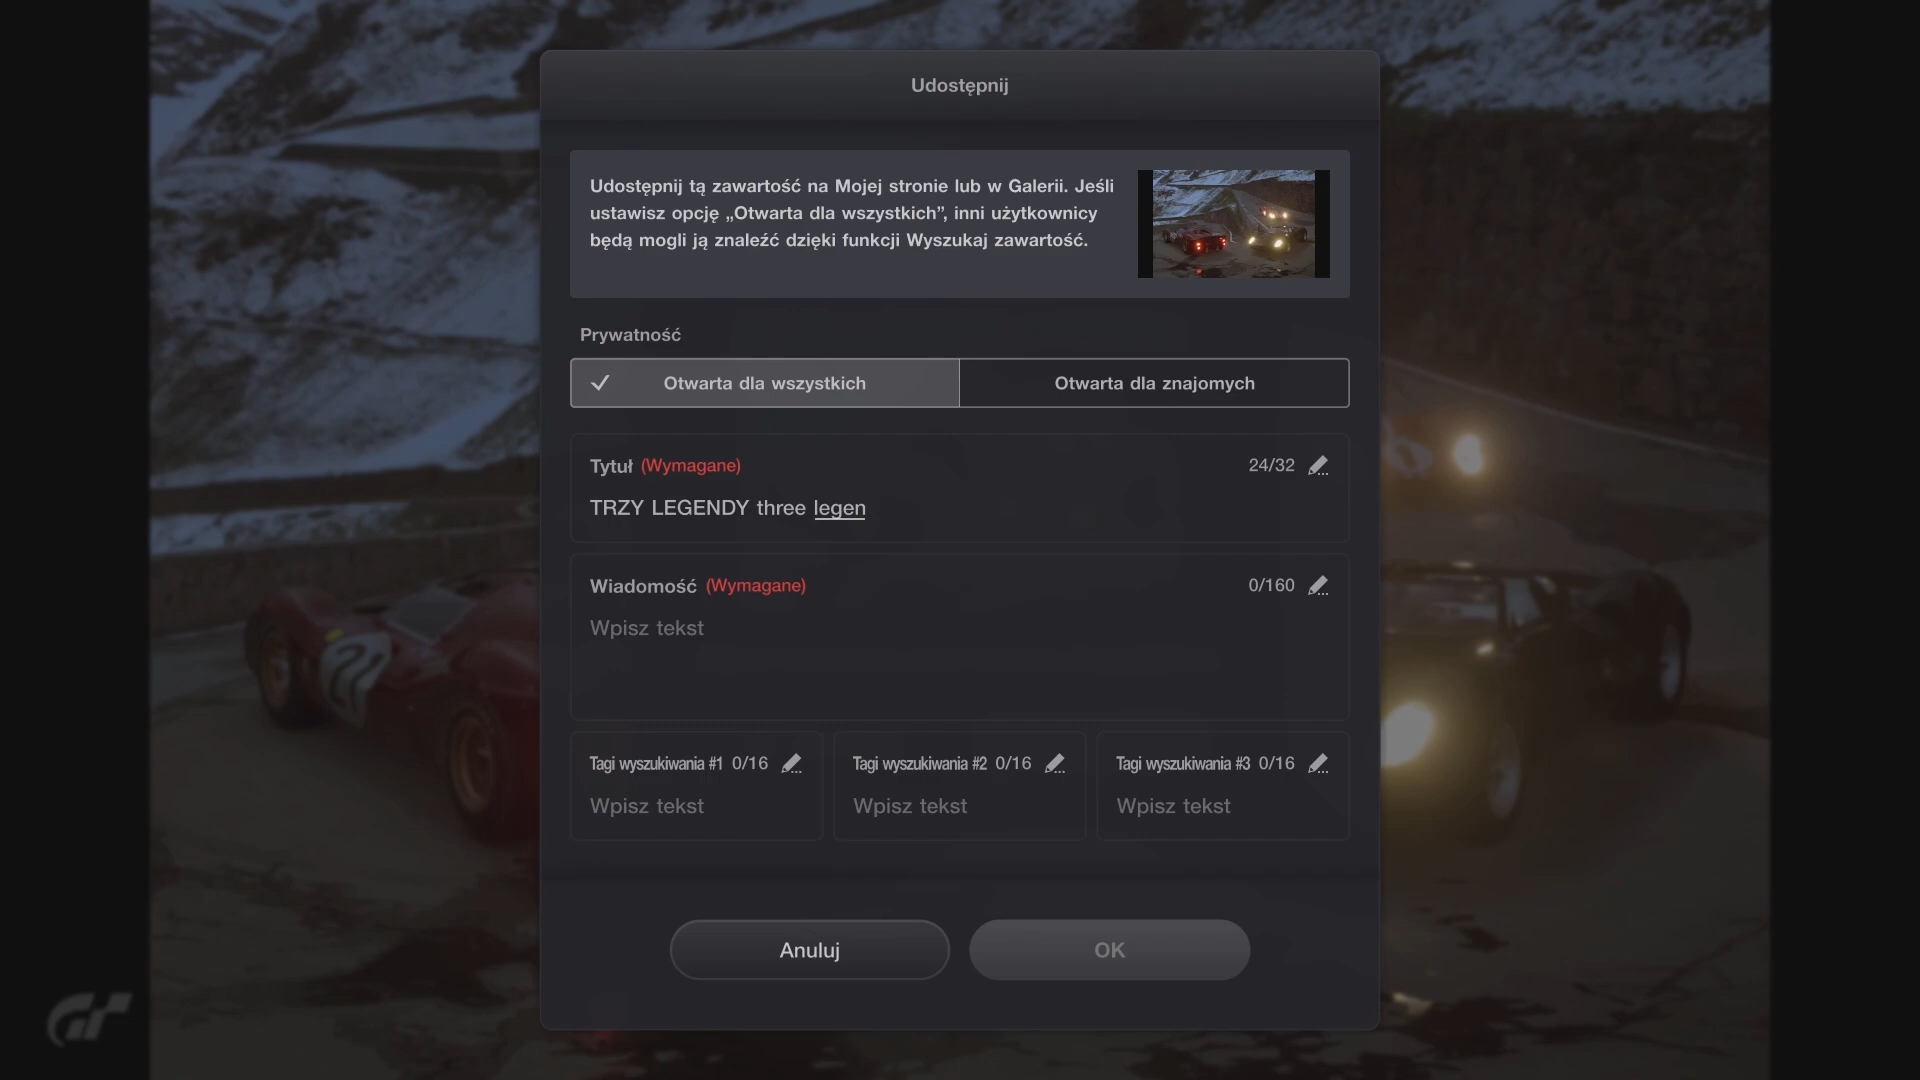 Udostępnij
Udostępnij tą zawartość na Mojej stronie lub w Galerii. Jeśli
ustawisz opcję „Otwarta dla wszystkich”, inni użytkownicy
będą mogli ją znaleźć dzięki funkcji Wyszukaj zawartość.
Prywatność
Otwarta dla wszystkich
Otwarta dla znajomych
Tytuł (Wymagane) 24/32
TRZY LEGENDY three legen
Wiadomość (Wymagane) 0/160
Wpisz tekst
Tagi wyszukiwania #1 0/16
Wpisz tekst
Tagi wyszukiwania #2 0/16
Wpisz tekst
Tagi wyszukiwania #3 0/16
Wpisz tekst
Anuluj
OK
GT